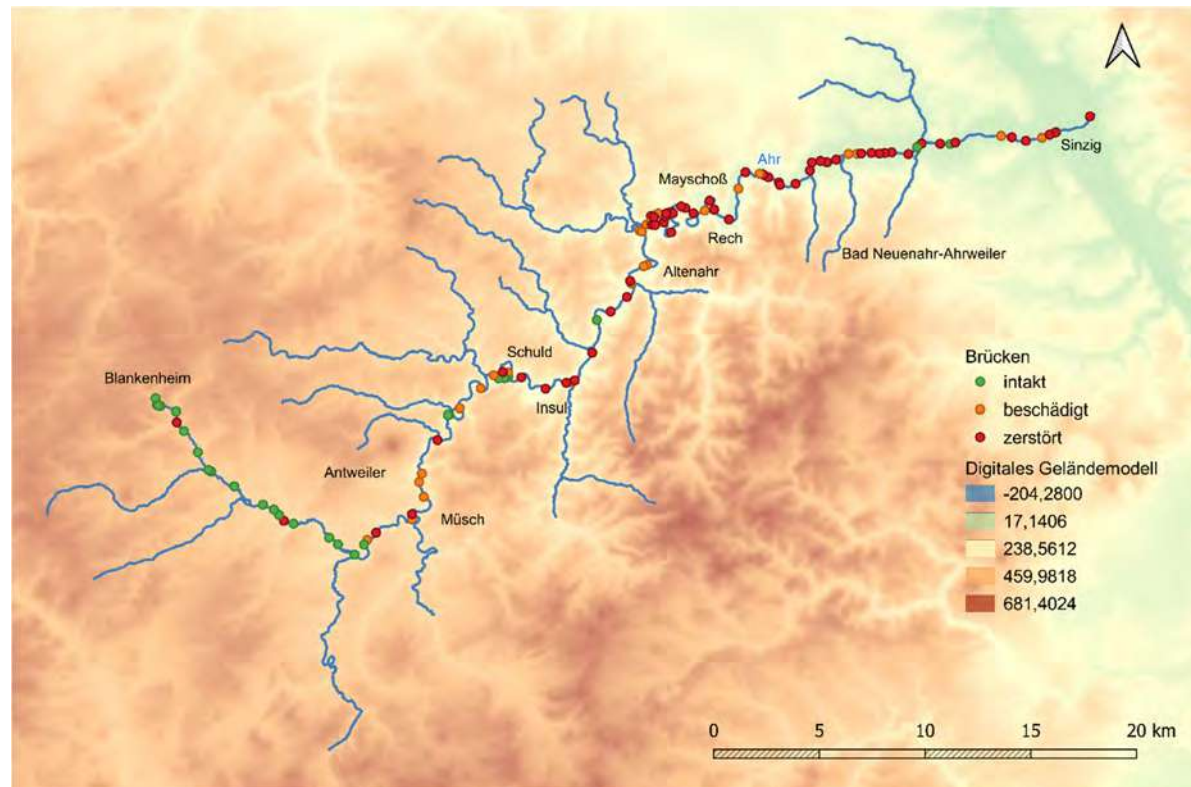 Ahr
Sinzig
Mayschoß
Rech
Bad Neuenahr-Ahrweiler
Altenahr
Schuld
Blankenheim
Insul
Antweiler
Müsch
Brücken
intakt
beschädigt
zerstört
Digitales Geländemodell
-204,2800
17,1406
238,5612
459,9818
681,4024
0 5 10 15 20 km